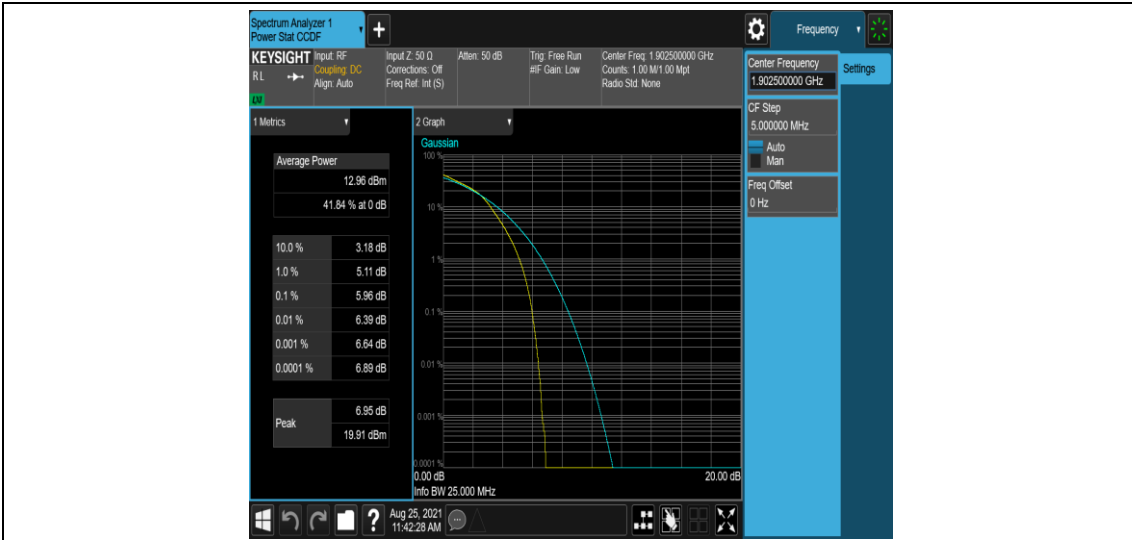 Spectrum Analyzer 1
Power Stat CCDF
+
Frequency
KEYSIGHT
RL
LXI
Input: RF
Coupling: DC
Align: Auto
Input Z: 50 Ω
Corrections: Off
Freq Ref: Int (S)
Atten: 50 dB
Trig: Free Run
#IF Gain: Low
Center Freq: 1.902500000 GHz
Counts: 1.00 M/1.00 Mpt
Radio Std: None
Center Frequency
1.902500000 GHz
Settings
CF Step
5.000000 MHz
Auto
Man
Freq Offset
0 Hz
1 Metrics
Average Power
12.96 dBm
41.84 % at 0 dB
10.0 % 3.18 dB
1.0 % 5.11 dB
0.1 % 5.96 dB
0.01 % 6.39 dB
0.001 % 6.64 dB
0.0001 % 6.89 dB
Peak
6.95 dB
19.91 dBm
2 Graph
Gaussian
100 %
10 %
1 %
0.1 %
0.01 %
0.001 %
0.0001 %
0.00 dB 20.00 dB
Info BW 25.000 MHz
?
Aug 25, 2021
11:42:28 AM